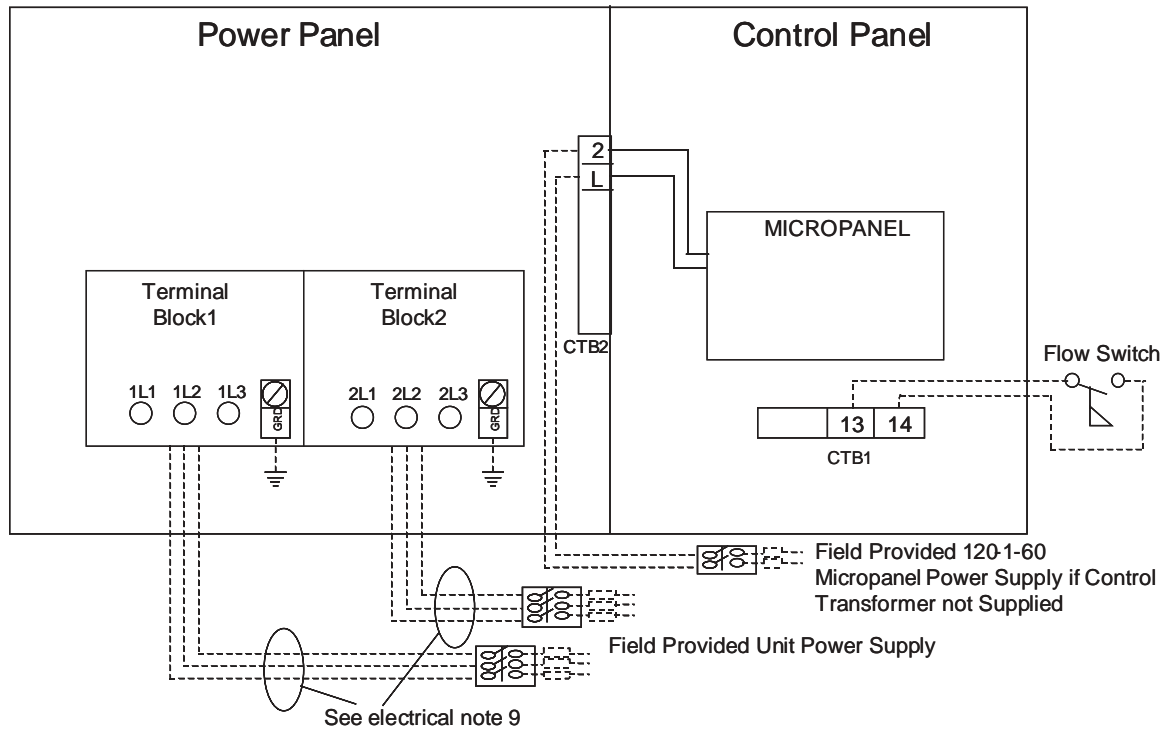 Power Panel
Control Panel
2
L
MICROPANEL
Terminal
Block1
Terminal
Block2
CTB2
Flow Switch
1L1 1L2 1L3
GRD
2L1 2L2 2L3
GRD
13 14
CTB1
Field Provided 120-1-60
Micropanel Power Supply if Control
Transformer not Supplied
Field Provided Unit Power Supply
See electrical note 9